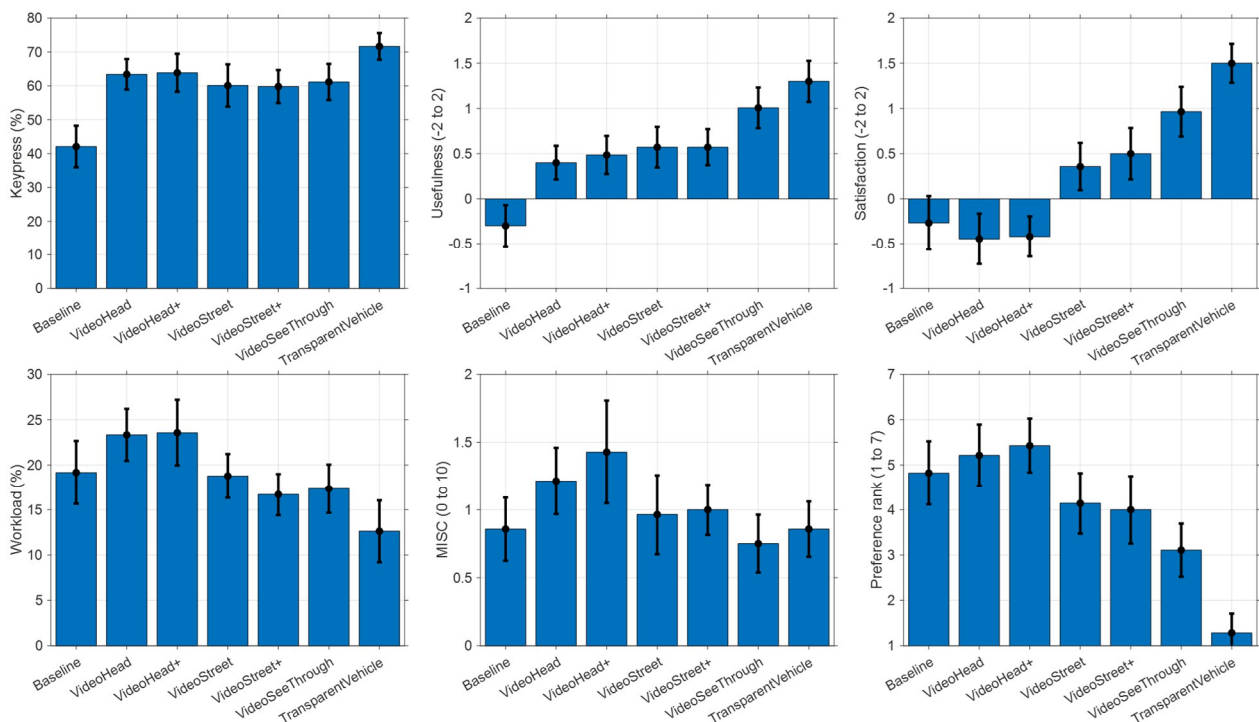 80
70
60
50
40
30
20
10
0
Keypress (%)
Baseline
VideoHead
VideoHead+
VideoStreet
VideoStreet+
VideoSeeThrough
TransparentVehicle
2
1.5
1
0.5
0
-0.5
-1
Usefulness (-2 to 2)
Baseline
VideoHead
VideoHead+
VideoStreet
VideoStreet+
VideoSeeThrough
TransparentVehicle
2
1.5
1
0.5
0
-0.5
-1
Satisfaction (-2 to 2)
Baseline
VideoHead
VideoHead+
VideoStreet
VideoStreet+
VideoSeeThrough
TransparentVehicle
30
25
20
15
10
5
0
Workload (%)
Baseline
VideoHead
VideoHead+
VideoStreet
VideoStreet+
VideoSeeThrough
TransparentVehicle
2
1.5
1
0.5
0
MISC (0 to 10)
Baseline
VideoHead
VideoHead+
VideoStreet
VideoStreet+
VideoSeeThrough
TransparentVehicle
7
6
5
4
3
2
1
Preference rank (1 to 7)
Baseline
VideoHead
VideoHead+
VideoStreet
VideoStreet+
VideoSeeThrough
TransparentVehicle